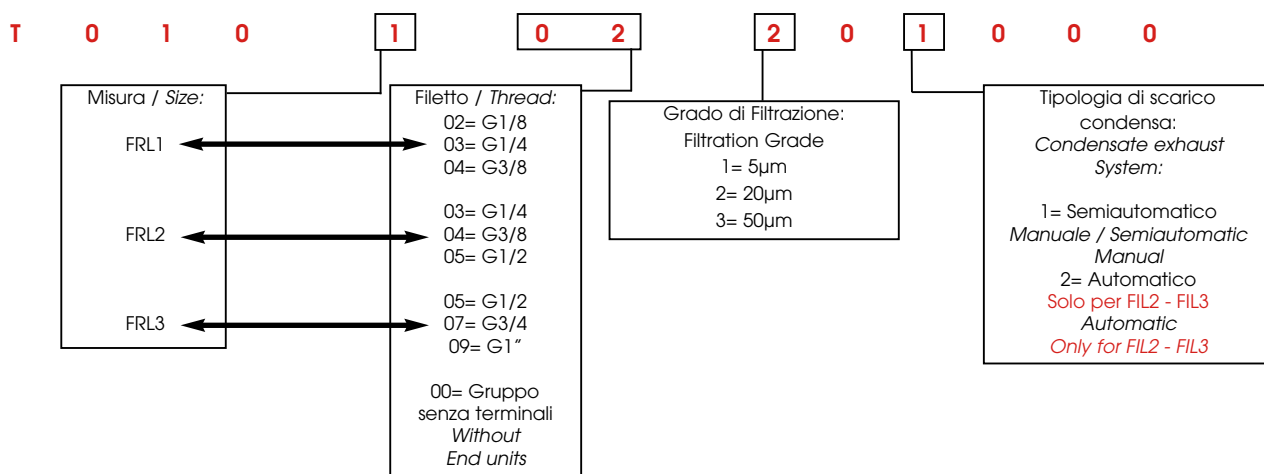 T 0 1 0 1 0 2 2 0 1 0 0 0
Misura / Size:
FRL1
FRL2
FRL3
Filetto / Thread:
02= G1/8
03= G1/4
04= G3/8
03= G1/4
04= G3/8
05= G1/2
05= G1/2
07= G3/4
09= G1”
00= Gruppo
senza terminali
Without
End units
Grado di Filtrazione:
Filtration Grade
1= 5µm
2= 20µm
3= 50µm
Tipologia di scarico
condensa:
Condensate exhaust
System:
1= Semiautomatico
Manuale / Semiautomatic
Manual
2= Automatico
Solo per FIL2 - FIL3
Automatic
Only for FIL2 - FIL3